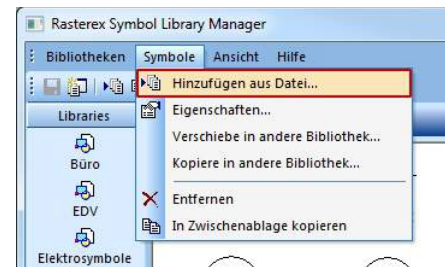 Rasterex Symbol Library Manager
Bibliotheken Symbole Ansicht Hilfe
Hinzufügen aus Datei...
Libraries
Eigenschaften...
Verschiebe in andere Bibliothek...
Büro
Kopiere in andere Bibliothek...
Entfernen
EDV
In Zwischenablage kopieren
Elektrosymbole